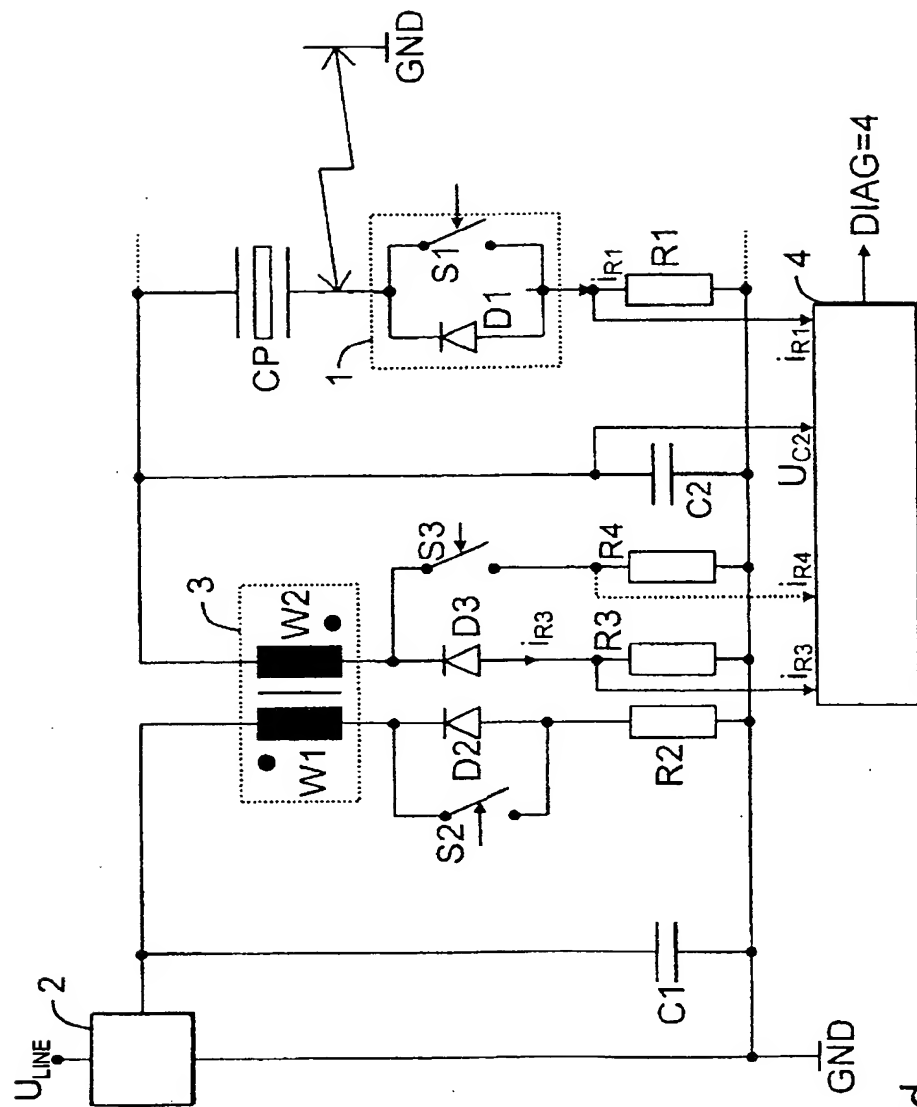 U_LINE
2
GND
C1
W1
W2
3
S2
D2
R2
D3
i_R3
R3
i_R3
S3
R4
i_R4
C2
U_C2
CP
1
D1
S1
i_R1
R1
i_R1
GND
4
DIAG=4